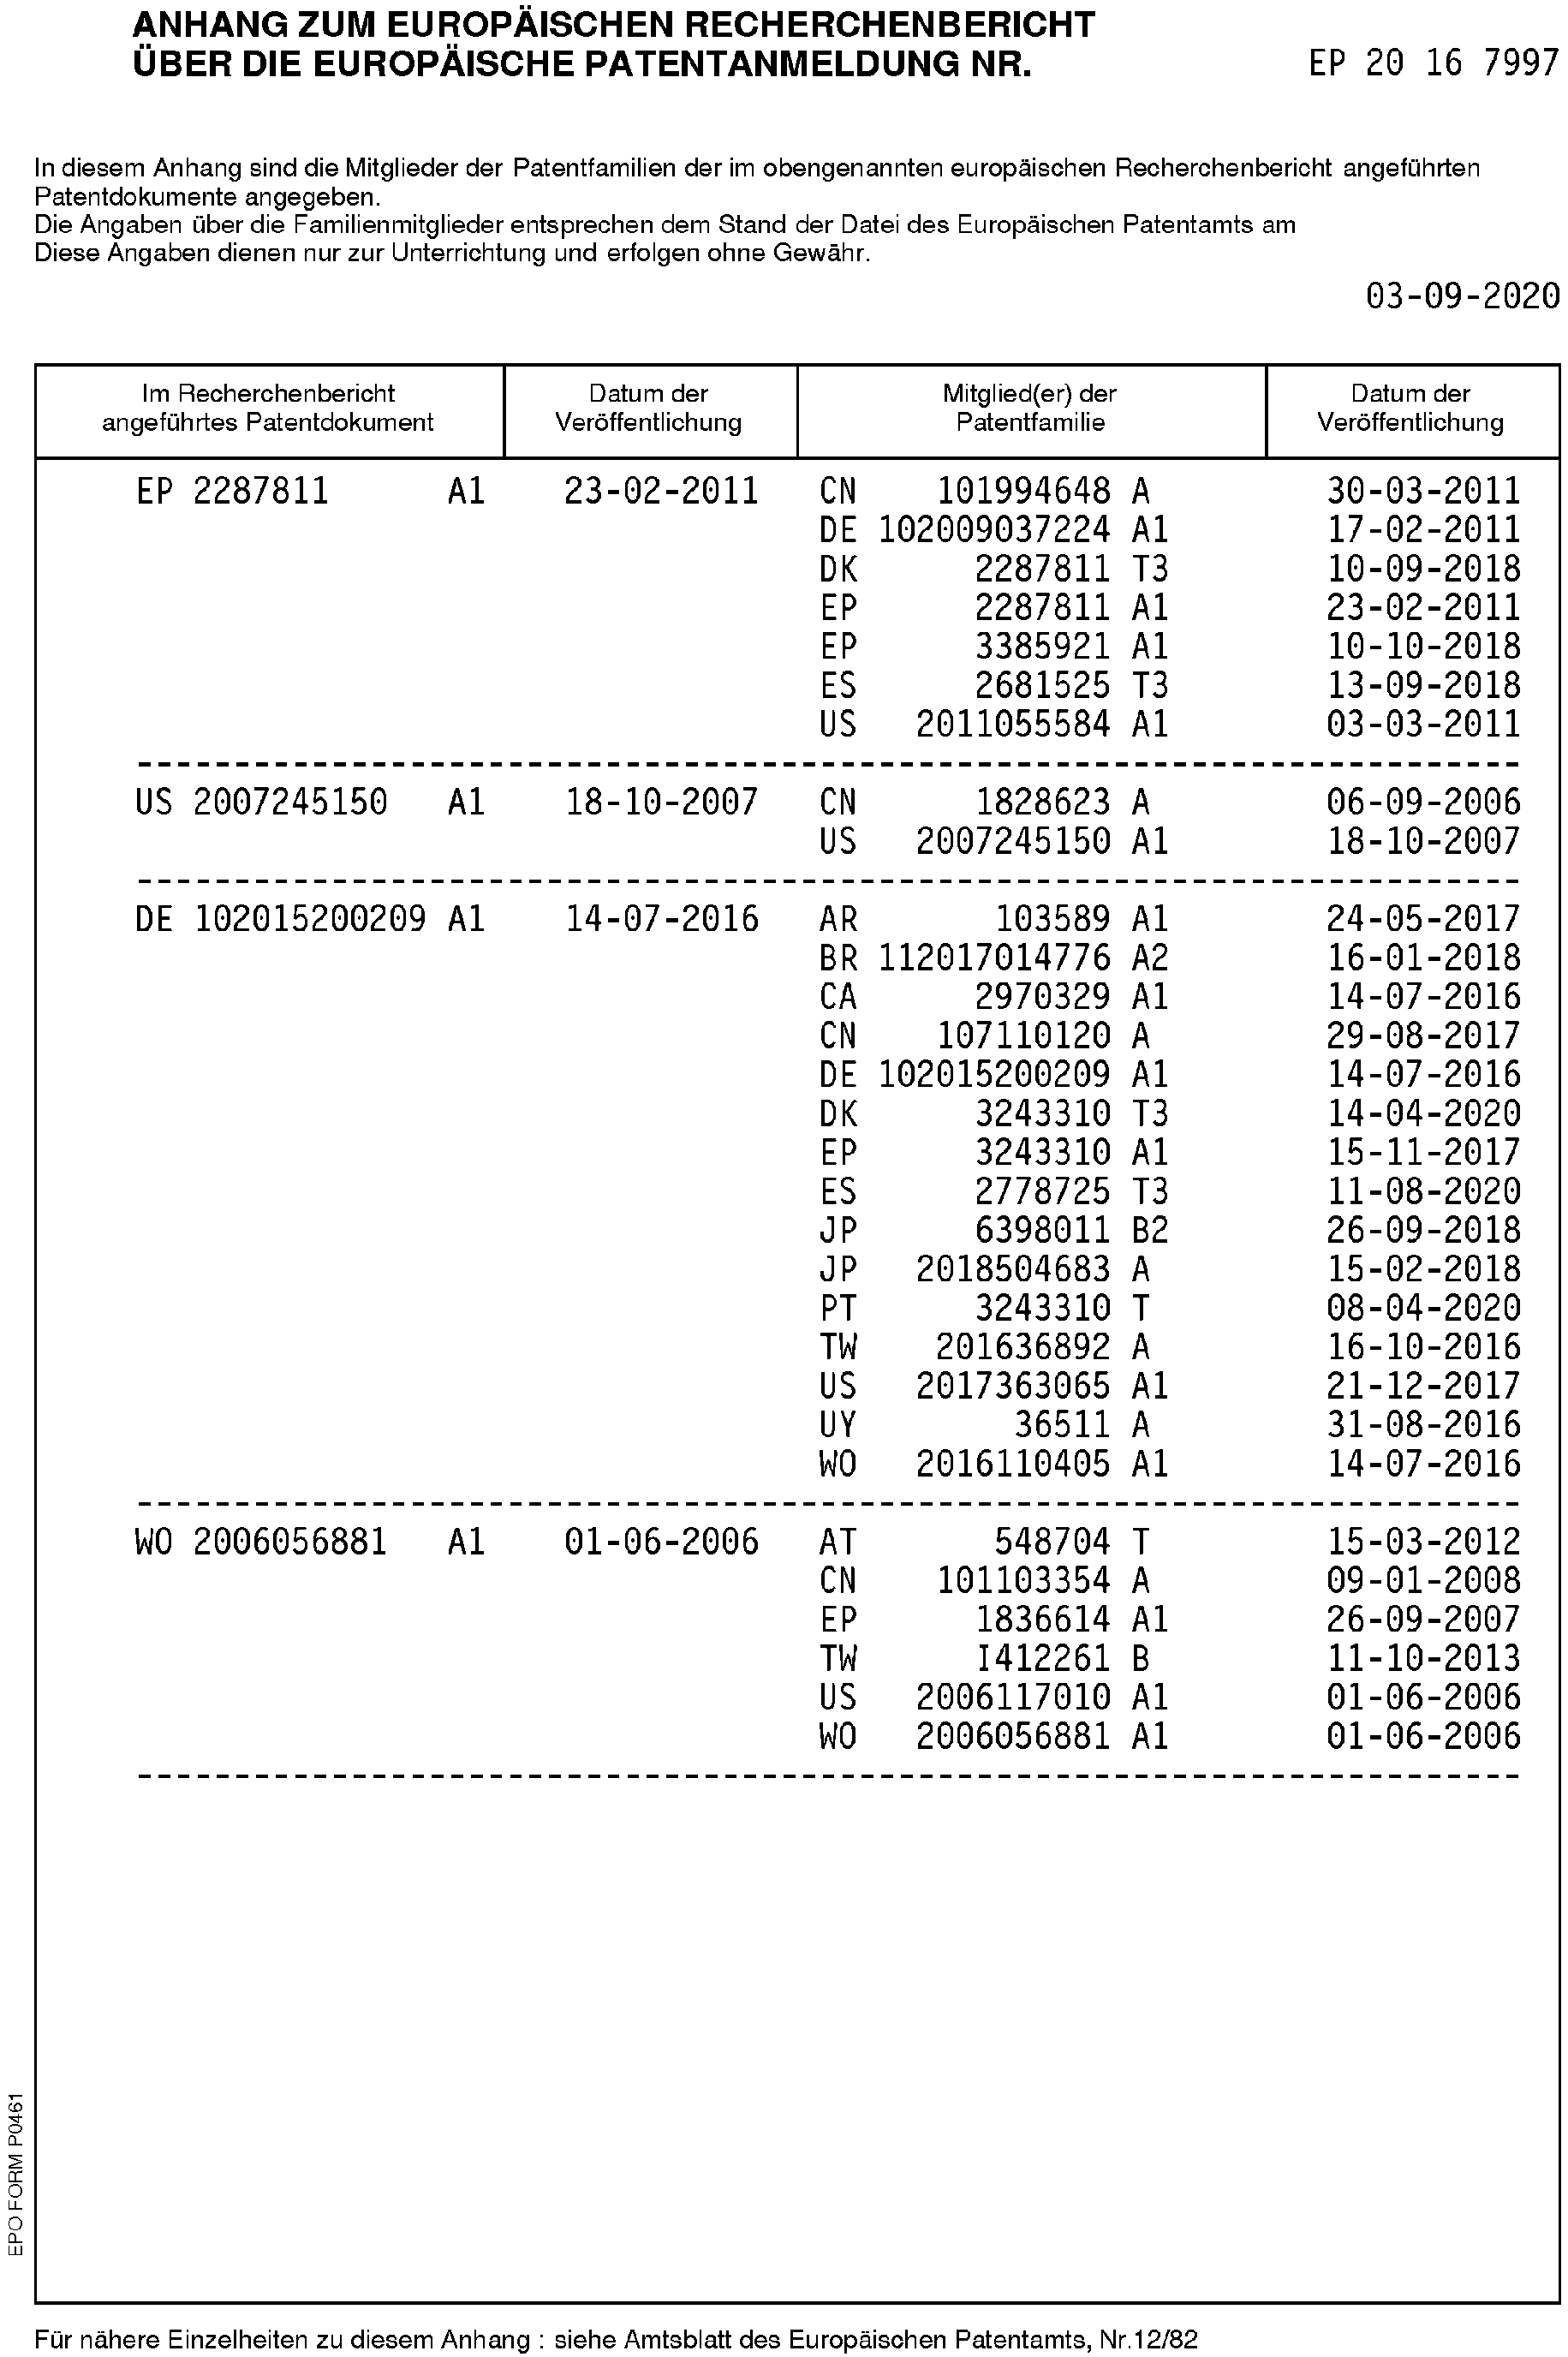 ANHANG ZUM EUROPÄISCHEN RECHERCHENBERICHT
ÜBER DIE EUROPÄISCHE PATENTANMELDUNG NR. EP 20 16 7997
In diesem Anhang sind die Mitglieder der Patentfamilien der im obengenannten europäischen Recherchenbericht angeführten
Patentdokumente angegeben.
Die Angaben über die Familienmitglieder entsprechen dem Stand der Datei des Europäischen Patentamts am
Diese Angaben dienen nur zur Unterrichtung und erfolgen ohne Gewähr.
03-09-2020
Im Recherchenbericht angeführtes Patentdokument | Datum der Veröffentlichung | Mitglied(er) der Patentfamilie | Datum der Veröffentlichung
EP 2287811 A1 23-02-2011 CN 101994648 A 30-03-2011
DE 102009037224 A1 17-02-2011
DK 2287811 T3 10-09-2018
EP 2287811 A1 23-02-2011
EP 3385921 A1 10-10-2018
ES 2681525 T3 13-09-2018
US 2011055584 A1 03-03-2011
US 2007245150 A1 18-10-2007 CN 1828623 A 06-09-2006
US 2007245150 A1 18-10-2007
DE 102015200209 A1 14-07-2016 AR 103589 A1 24-05-2017
BR 112017014776 A2 16-01-2018
CA 2970329 A1 14-07-2016
CN 107110120 A 29-08-2017
DE 102015200209 A1 14-07-2016
DK 3243310 T3 14-04-2020
EP 3243310 A1 15-11-2017
ES 2778725 T3 11-08-2020
JP 6398011 B2 26-09-2018
JP 2018504683 A 15-02-2018
PT 3243310 T 08-04-2020
TW 201636892 A 16-10-2016
US 2017363065 A1 21-12-2017
UY 36511 A 31-08-2016
WO 2016110405 A1 14-07-2016
WO 2006056881 A1 01-06-2006 AT 548704 T 15-03-2012
CN 101103354 A 09-01-2008
EP 1836614 A1 26-09-2007
TW I412261 B 11-10-2013
US 2006117010 A1 01-06-2006
WO 2006056881 A1 01-06-2006
EPO FORM P0461
Für nähere Einzelheiten zu diesem Anhang : siehe Amtsblatt des Europäischen Patentamts, Nr.12/82